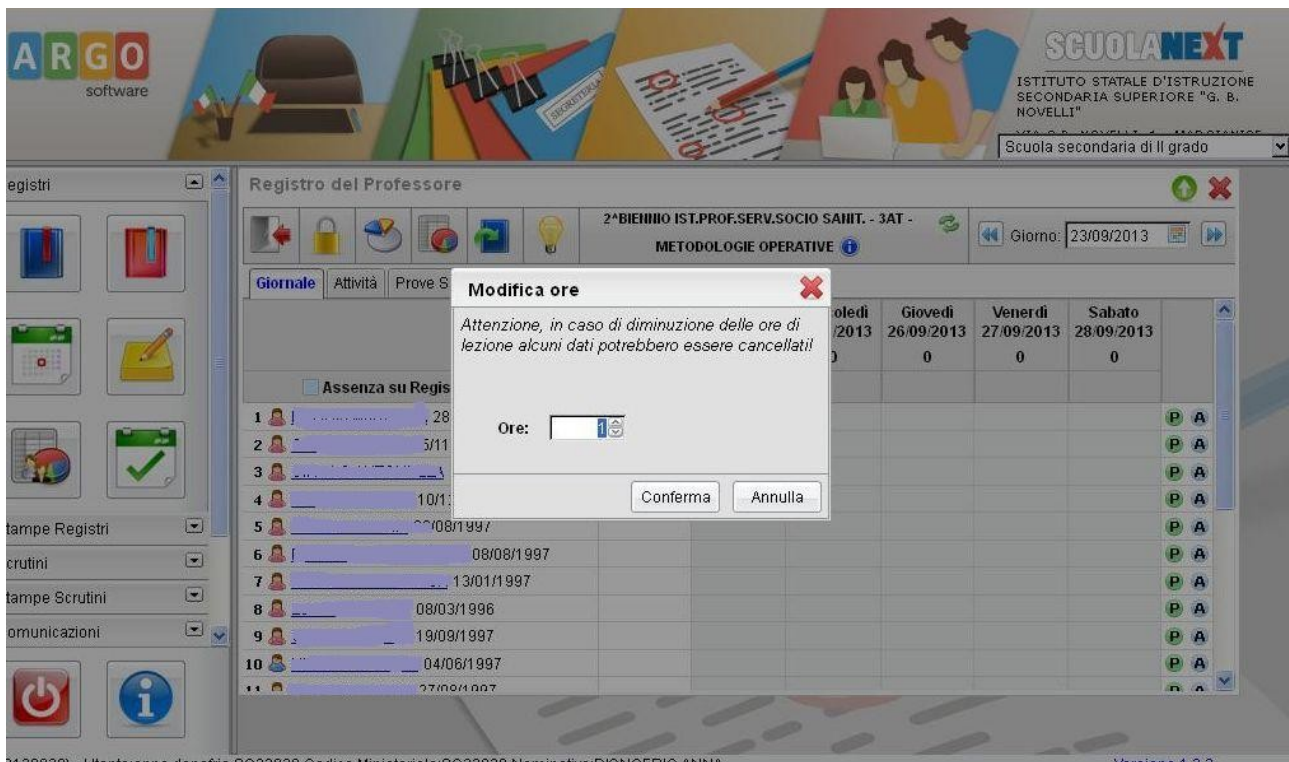 ARGO
software
SEGRETERIA
SCUOLANEXT
ISTITUTO STATALE D'ISTRUZIONE
SECONDARIA SUPERIORE "G. B.
NOVELLI"
Scuola secondaria di II grado
egistri
Registro del Professore
2^BIENNIO IST.PROF.SERV.SOCIO SANIT. - 3AT -
METODOLOGIE OPERATIVE
Giorno: 23/09/2013
Giornale Attività Prove S
Modifica ore
Attenzione, in caso di diminuzione delle ore di
lezione alcuni dati potrebbero essere cancellati!
Ore: 1
Conferma Annulla
oledì Giovedì Venerdì Sabato
/2013 26/09/2013 27/09/2013 28/09/2013
0 0 0
Assenza su Regis
1 , 28 P A
2 5/11 P A
3 P A
4 10/1 P A
5 /08/1997 P A
6 08/08/1997 P A
7 13/01/1997 P A
8 08/03/1996 P A
9 19/09/1997 P A
10 04/06/1997 P A
tampe Registri
crutini
tampe Scrutini
omunicazioni